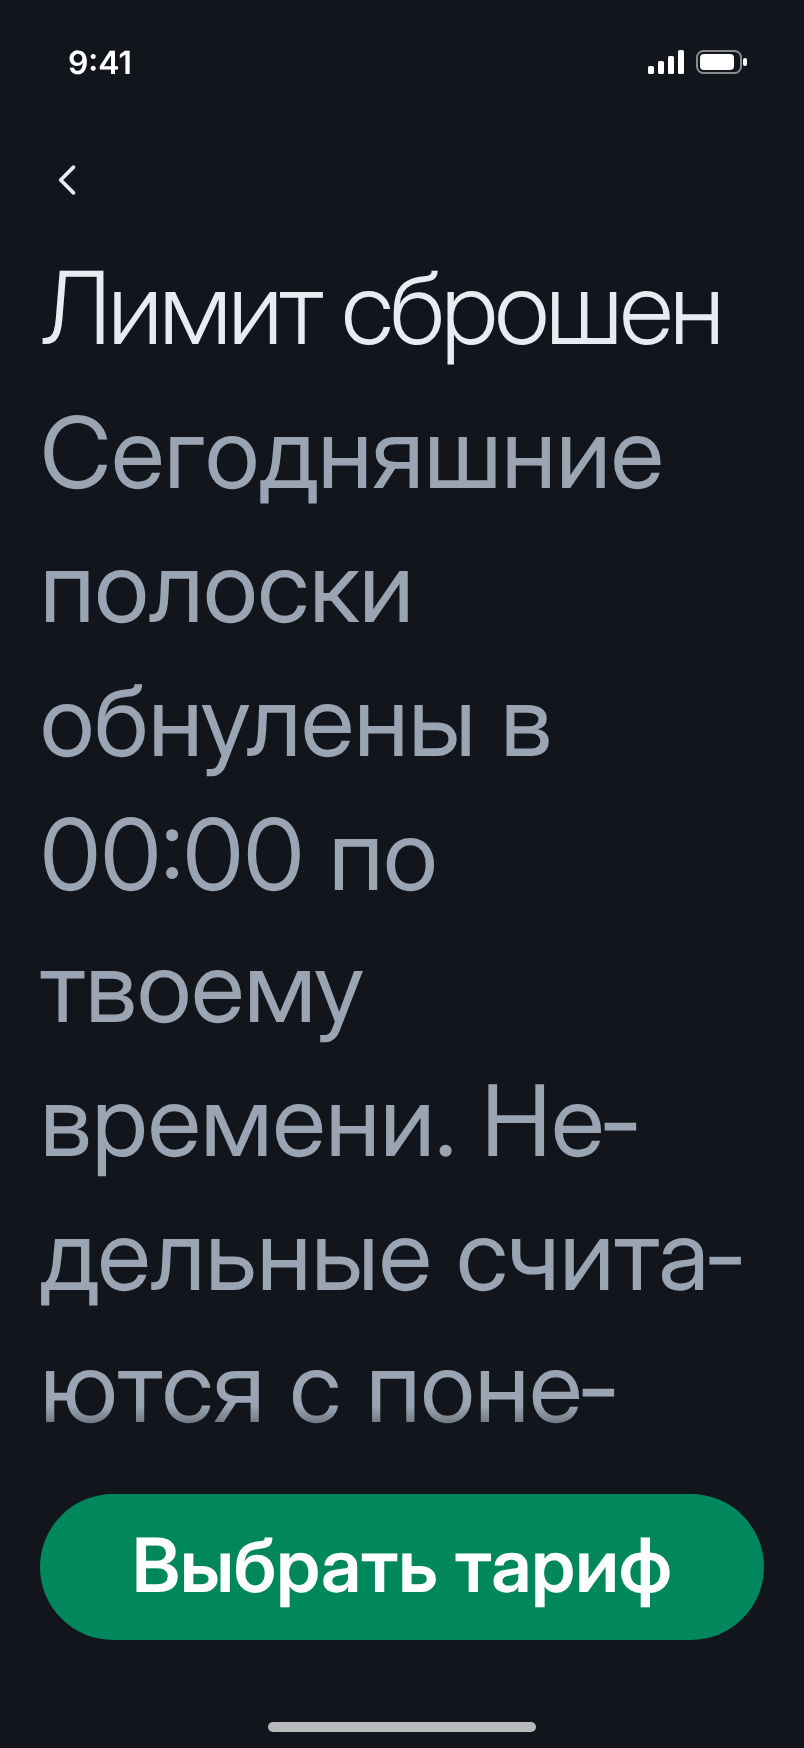 9:41
Лимит сброшен
Сегодняшние
полоски
обнулены в
00:00 по
твоему
времени. Не-
дельные счита-
ются с поне-
Выбрать тариф